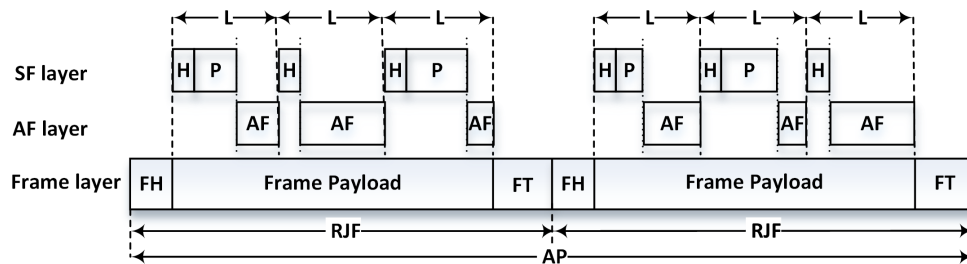 L L L L L L
SF layer H P H H P H P H P H
AF layer AF AF AF AF AF AF
Frame layer FH Frame Payload FT FH Frame Payload FT
RJF RJF
AP